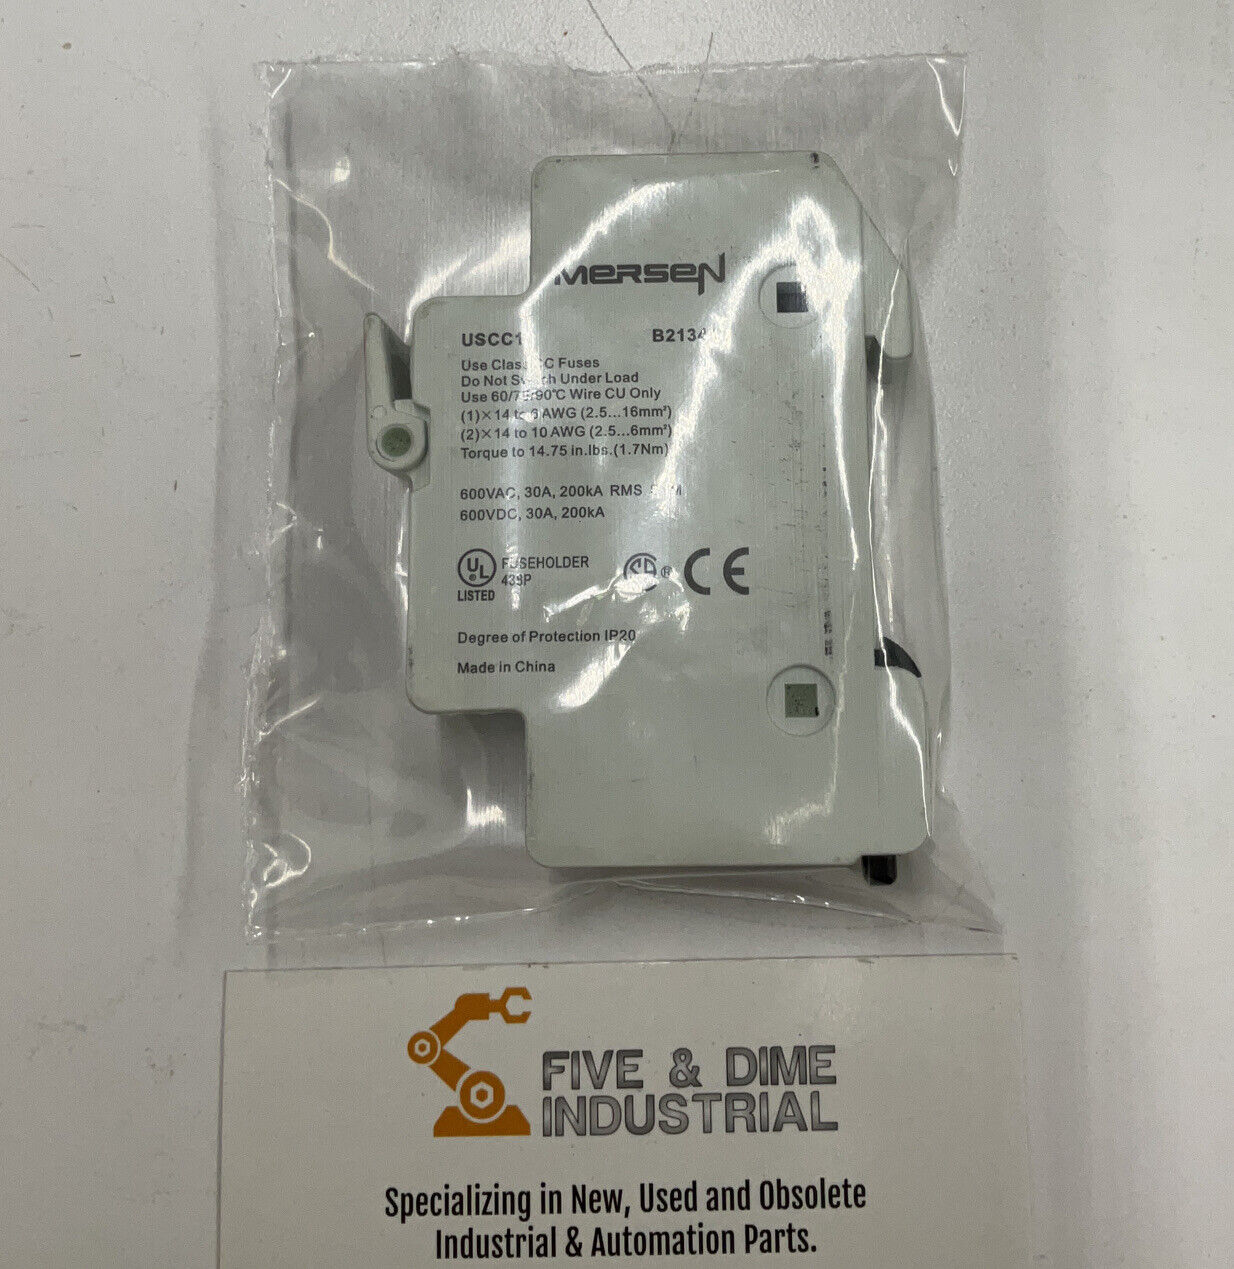 MERSEN
USCC1
Use Class CC Fuses
Do Not Switch Under Load
Use 60/75/90°C Wire CU Only
(1)×14 to 6 AWG (2.5...16mm²)
(2)×14 to 10 AWG (2.5...6mm²)
Torque to 14.75 in.lbs.(1.7Nm)
600VAC, 30A, 200kA RMS
600VDC, 30A, 200kA
UL
LISTED
FUSEHOLDER
®
CE
Degree of Protection IP20
Made in China
FIVE & DIME
INDUSTRIAL
Specializing in New, Used and Obsolete
Industrial & Automation Parts.